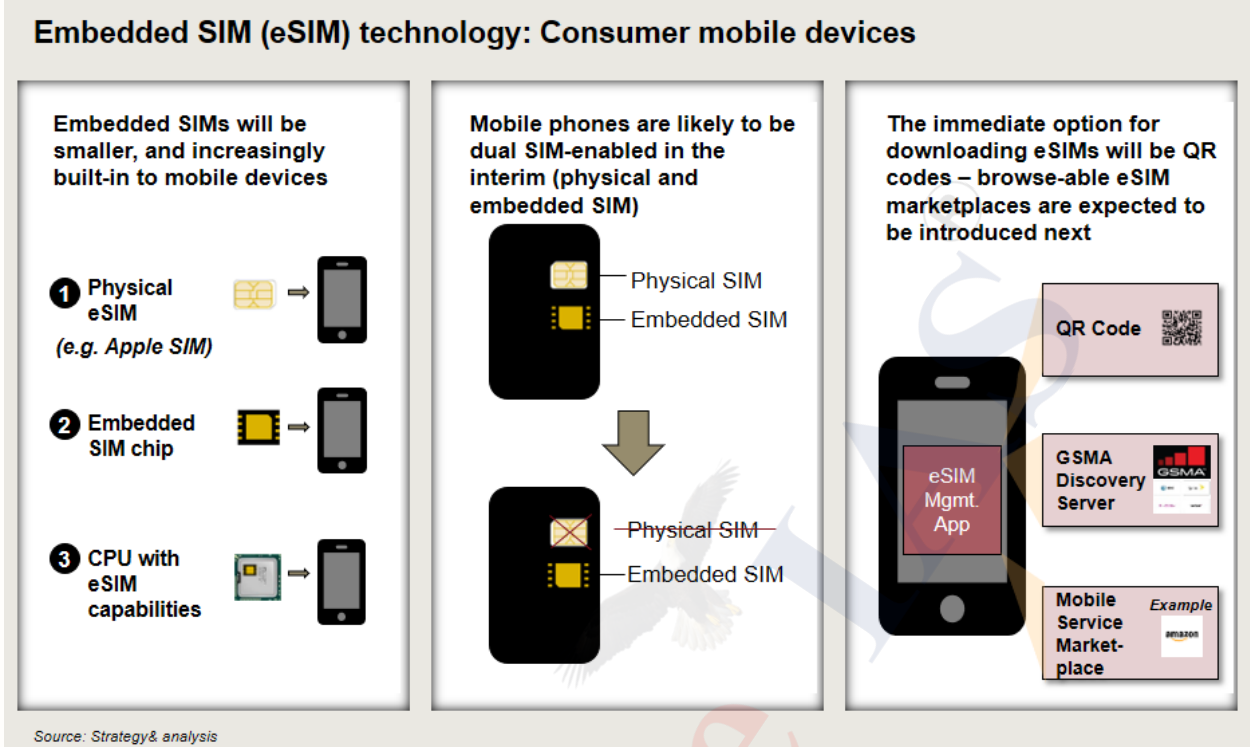 Embedded SIM (eSIM) technology: Consumer mobile devices
Embedded SIMs will be
smaller, and increasingly
built-in to mobile devices
1 Physical
eSIM
(e.g. Apple SIM)
2 Embedded
SIM chip
3 CPU with
eSIM
capabilities
Mobile phones are likely to be
dual SIM-enabled in the
interim (physical and
embedded SIM)
Physical SIM
Embedded SIM
Physical SIM
Embedded SIM
The immediate option for
downloading eSIMs will be QR
codes – browse-able eSIM
marketplaces are expected to
be introduced next
eSIM
Mgmt.
App
QR Code
GSMA
Discovery
Server
GSMA
Mobile
Service
Market-
place
Example
amazon
Source: Strategy& analysis